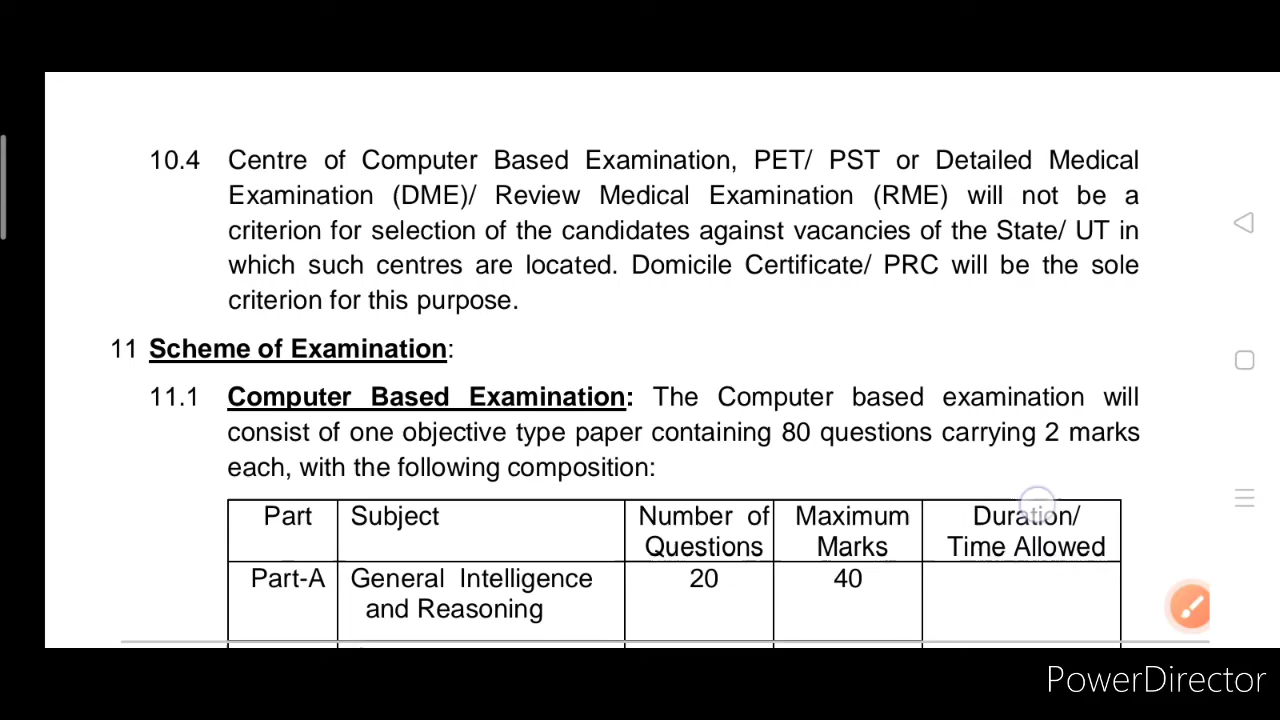 10.4 Centre of Computer Based Examination, PET/ PST or Detailed Medical
Examination (DME)/ Review Medical Examination (RME) will not be a
criterion for selection of the candidates against vacancies of the State/ UT in
which such centres are located. Domicile Certificate/ PRC will be the sole
criterion for this purpose.
11 Scheme of Examination:
11.1 Computer Based Examination: The Computer based examination will
consist of one objective type paper containing 80 questions carrying 2 marks
each, with the following composition:
Part Subject Number of Maximum Duration/
Questions Marks Time Allowed
Part-A General Intelligence 20 40
and Reasoning
PowerDirector